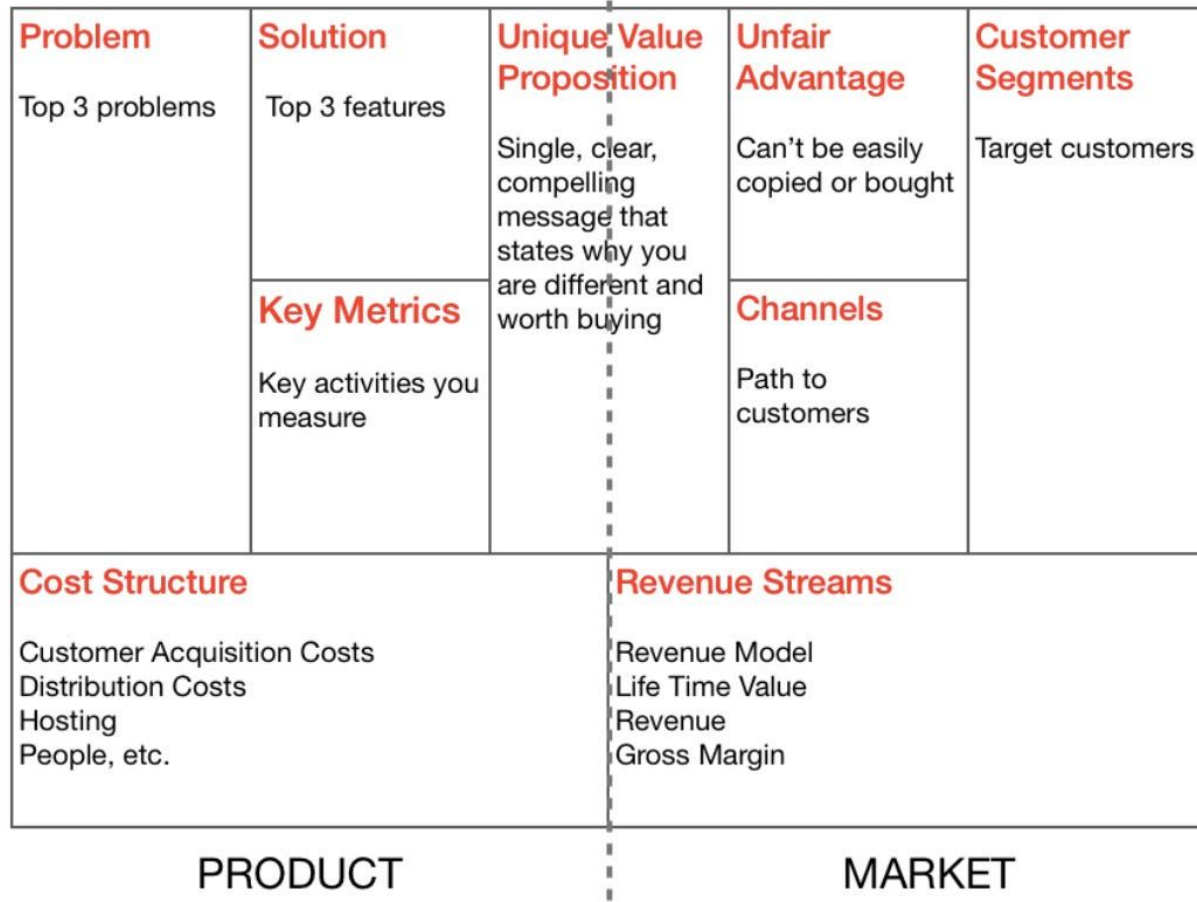 Problem
Top 3 problems
Solution
Top 3 features
Key Metrics
Key activities you
measure
Unique Value
Proposition
Single, clear,
compelling
message that
states why you
are different and
worth buying
Unfair
Advantage
Can't be easily
copied or bought
Channels
Path to
customers
Customer
Segments
Target customers
Cost Structure
Customer Acquisition Costs
Distribution Costs
Hosting
People, etc.
Revenue Streams
Revenue Model
Life Time Value
Revenue
Gross Margin
PRODUCT
MARKET